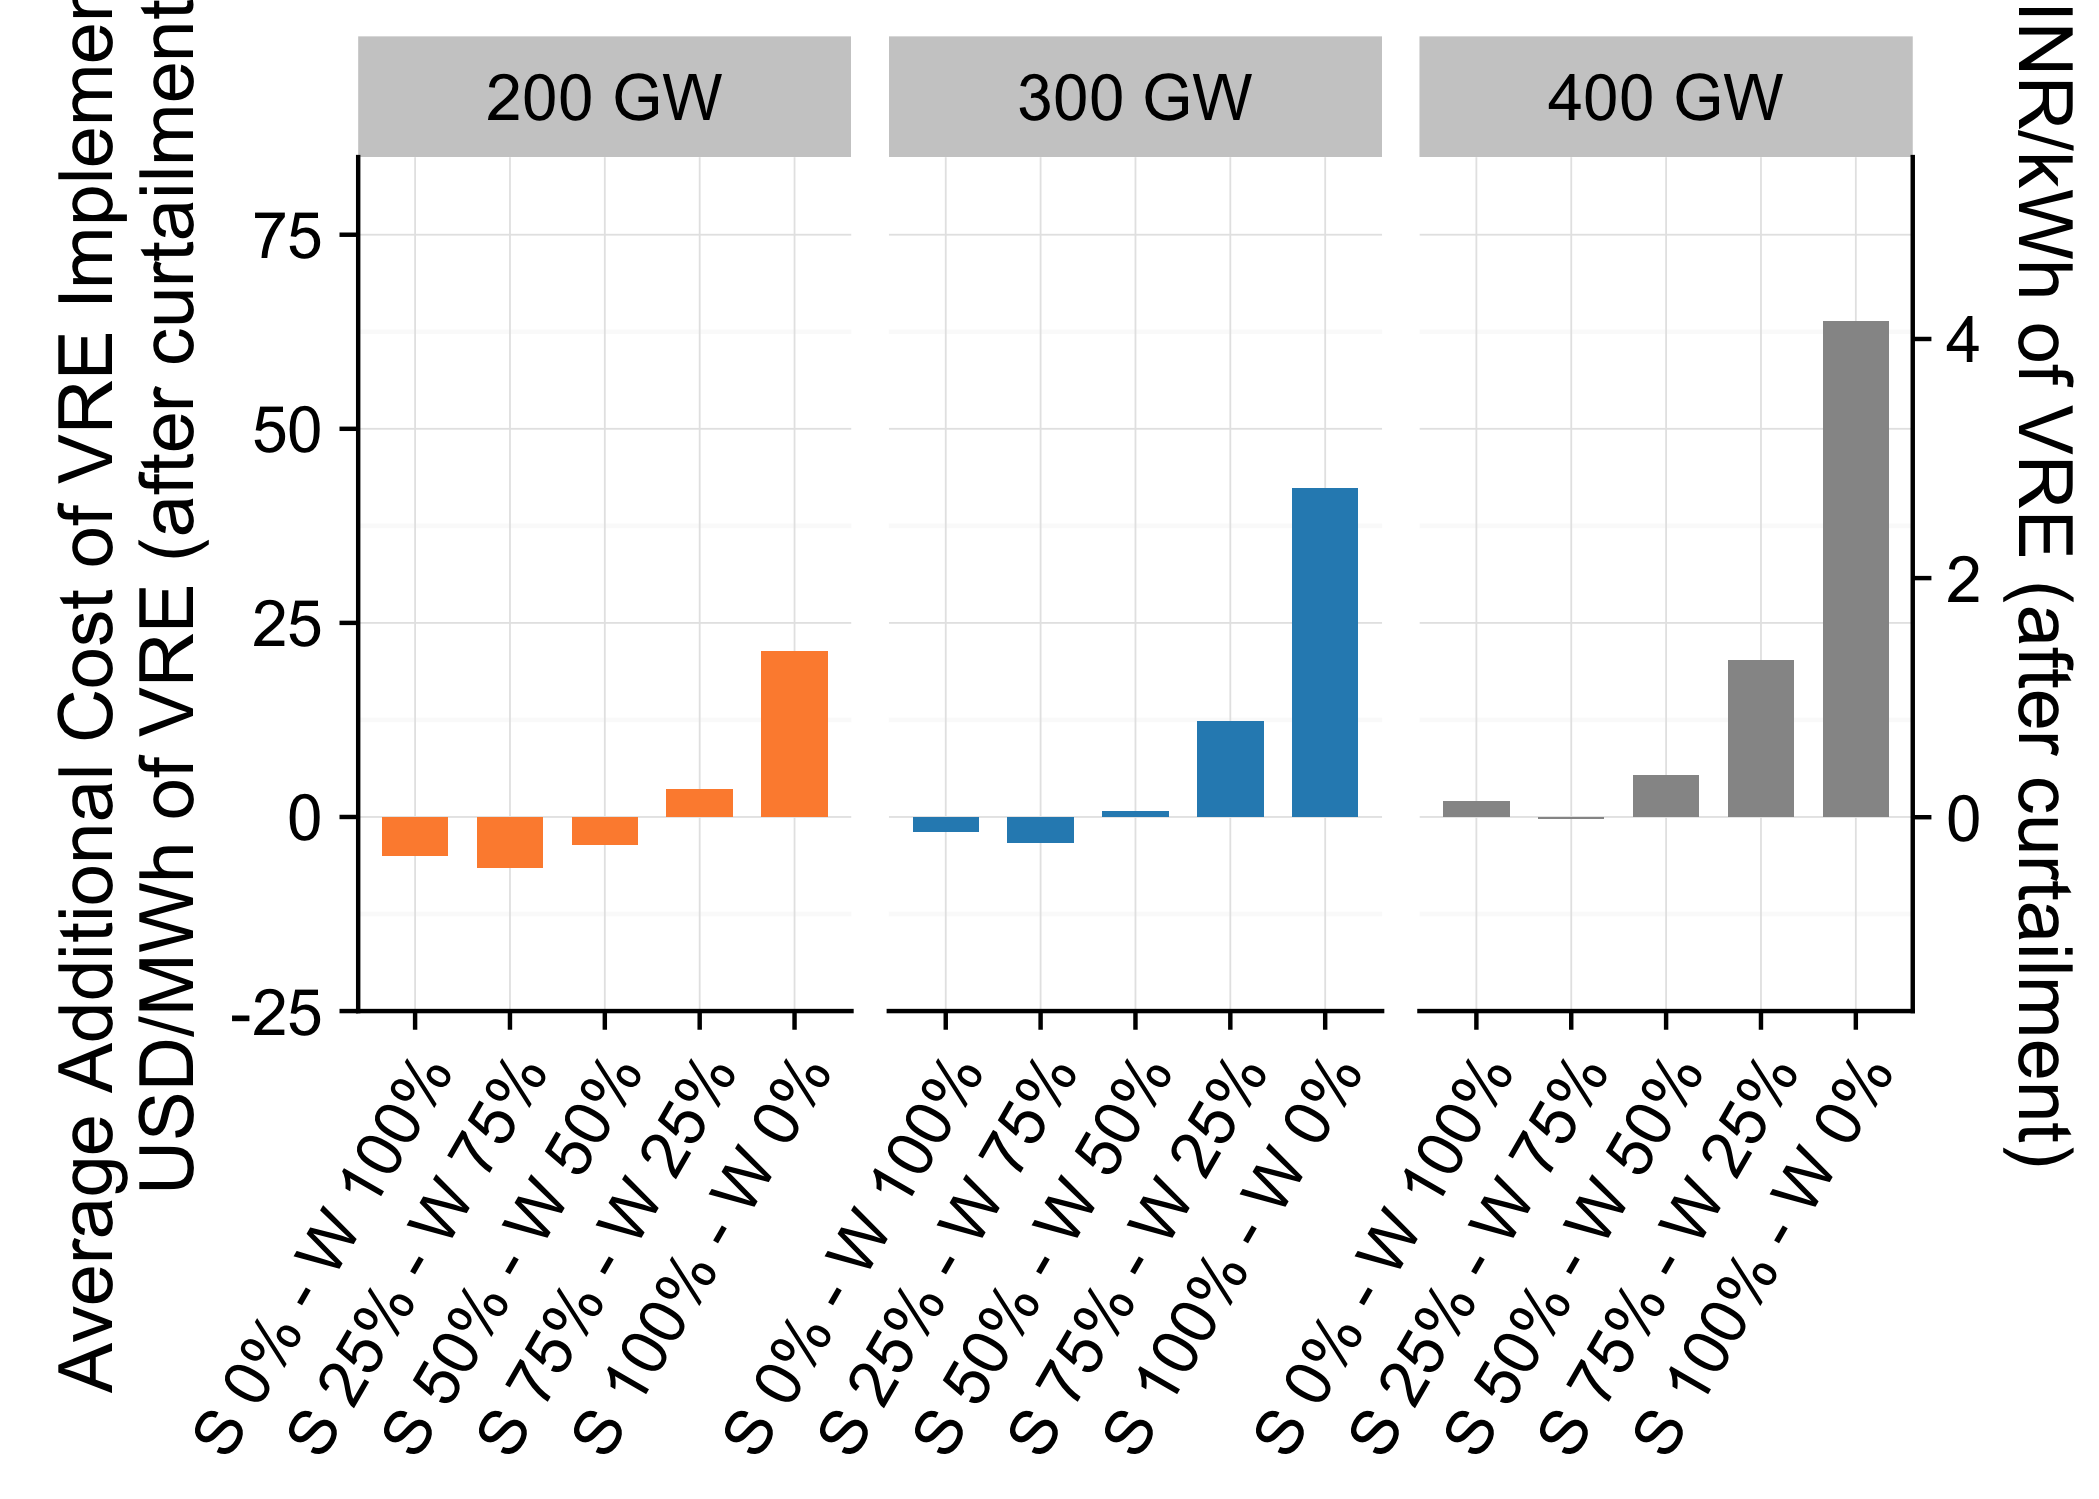 Average Additional Cost of VRE
USD/MWh of VRE (after curtailment
200 GW
300 GW
400 GW
75
50
25
0
-25
4
2
0
INR/kWh of VRE (after curtailment)
S 0% - W 100%
S 25% - W 75%
S 50% - W 50%
S 75% - W 25%
S 100% - W 0%
S 0% - W 100%
S 25% - W 75%
S 50% - W 50%
S 75% - W 25%
S 100% - W 0%
S 0% - W 100%
S 25% - W 75%
S 50% - W 50%
S 75% - W 25%
S 100% - W 0%